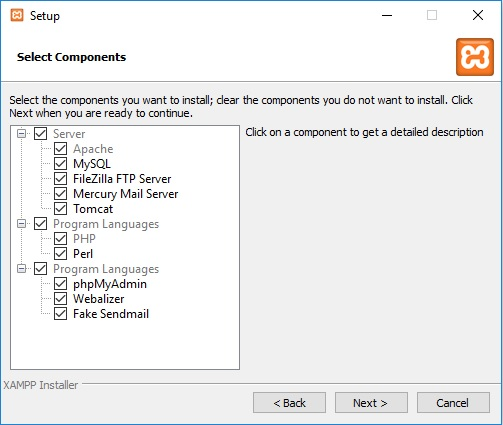 Setup
Select Components
Select the components you want to install; clear the components you do not want to install. Click
Next when you are ready to continue.
Server
Apache
MySQL
FileZilla FTP Server
Mercury Mail Server
Tomcat
Program Languages
PHP
Perl
Program Languages
phpMyAdmin
Webalizer
Fake Sendmail
Click on a component to get a detailed description
XAMPP Installer
< Back
Next >
Cancel